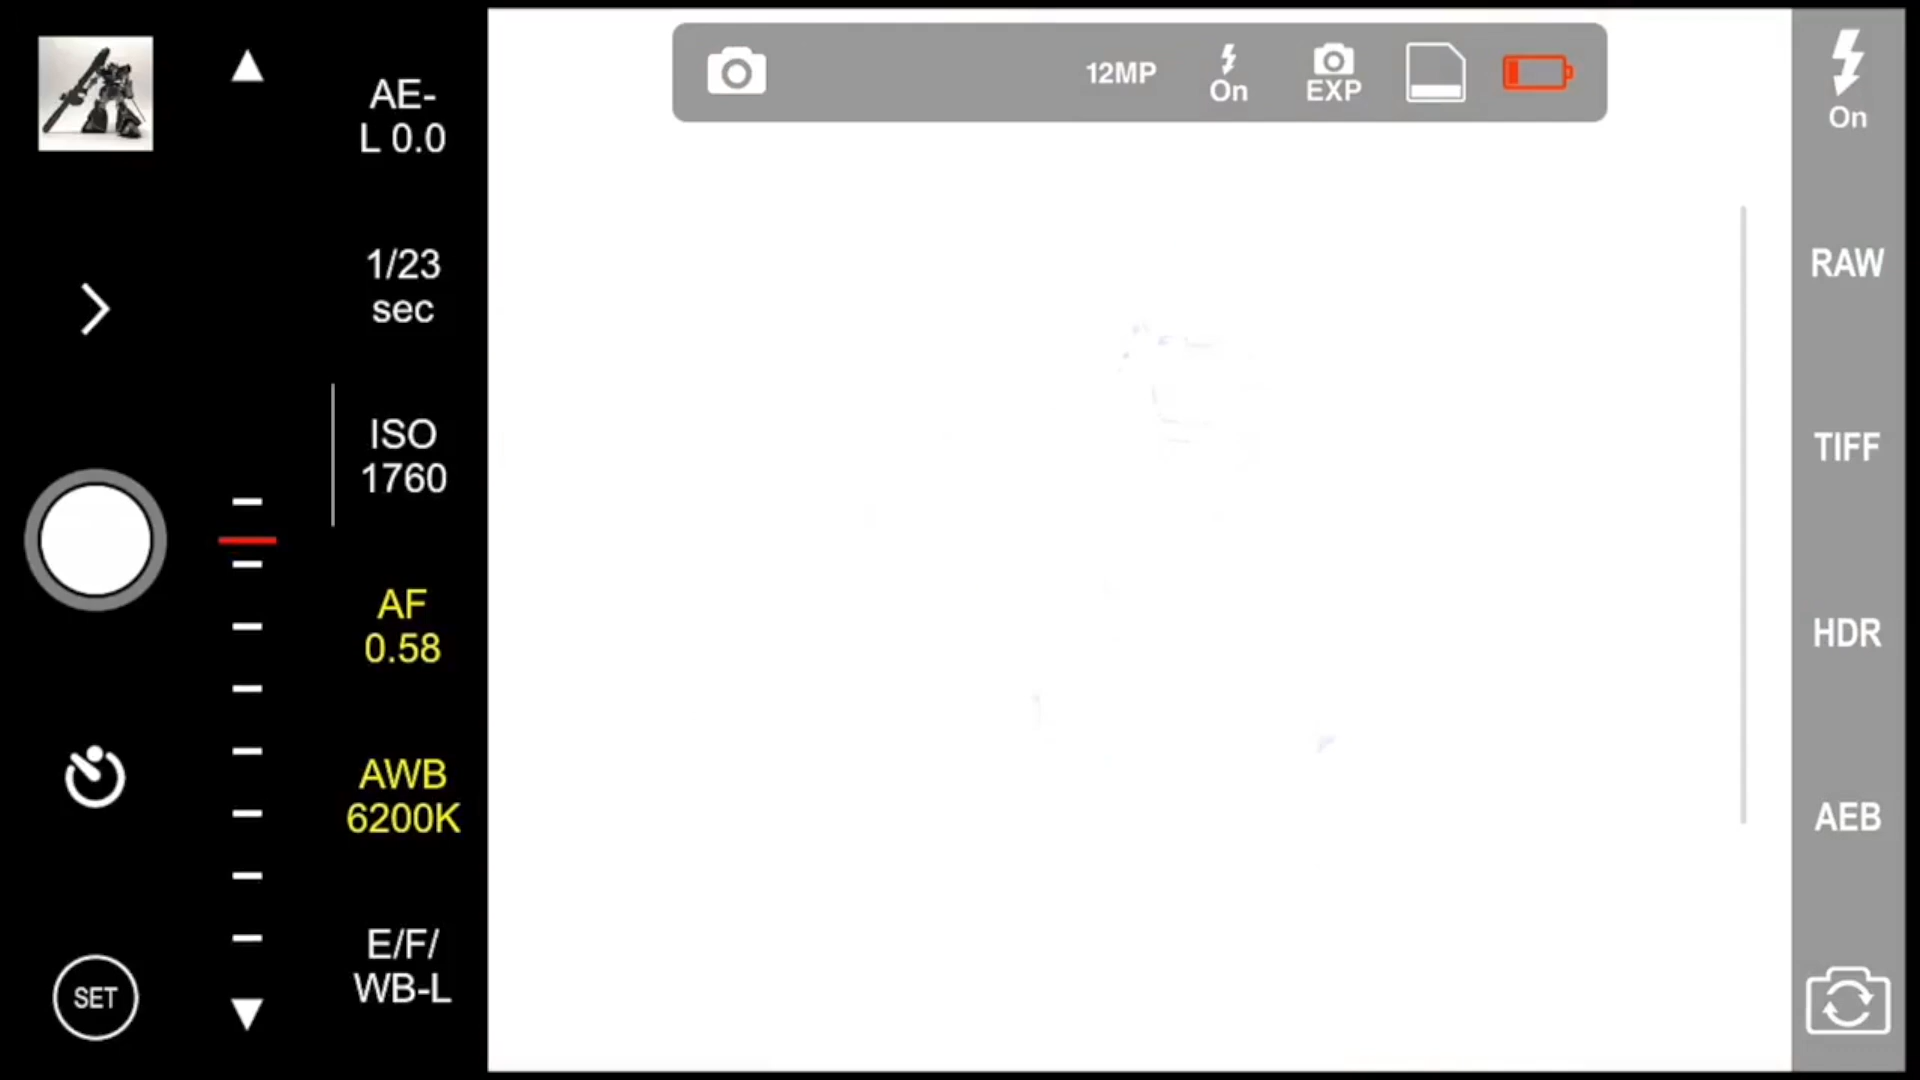 AE-
L 0.0
1/23
sec
ISO
1760
AF
0.58
AWB
6200K
E/F/
WB-L
SET
12MP
On
EXP
On
RAW
TIFF
HDR
AEB